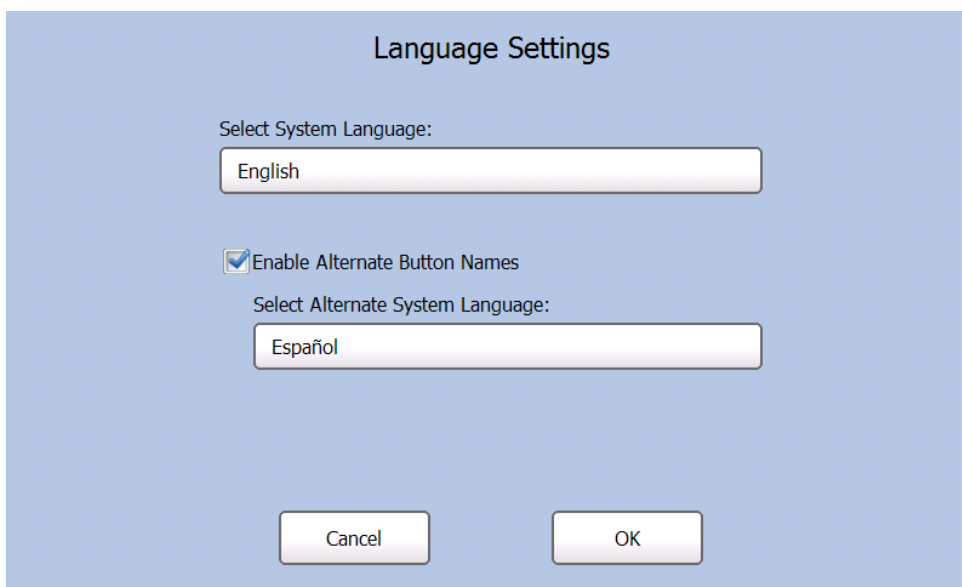 Language Settings
Select System Language:
English
Enable Alternate Button Names
Select Alternate System Language:
Español
Cancel
OK